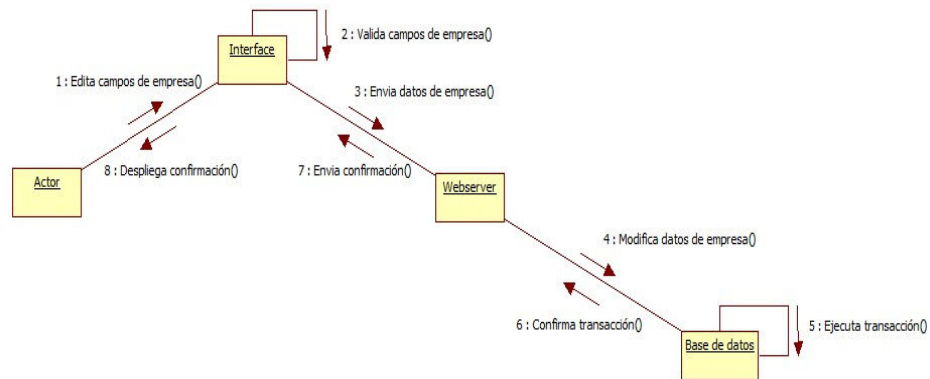 2 : Valida campos de empresa()
Interface
1 : Edita campos de empresa()
3 : Envia datos de empresa()
8 : Despliega confirmación()
7 : Envia confirmación()
Actor
Webserver
4 : Modifica datos de empresa()
6 : Confirma transacción()
5 : Ejecuta transacción()
Base de datos